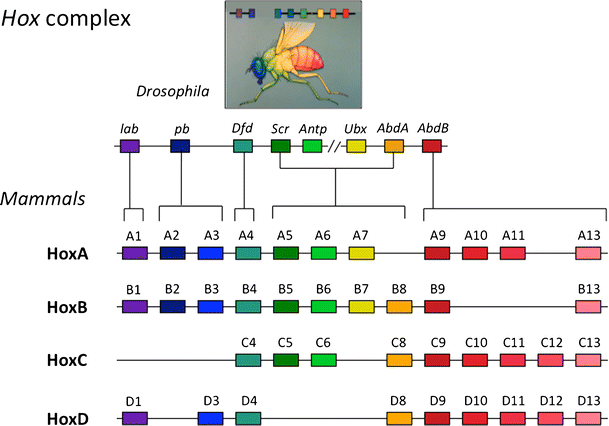 Hox complex
Drosophila
lab pb Dfd Scr Antp // Ubx AbdA AbdB
Mammals
A1 A2 A3 A4 A5 A6 A7 A9 A10 A11 A13
HoxA
B1 B2 B3 B4 B5 B6 B7 B8 B9 B13
HoxB
C4 C5 C6 C8 C9 C10 C11 C12 C13
HoxC
D1 D3 D4 D8 D9 D10 D11 D12 D13
HoxD